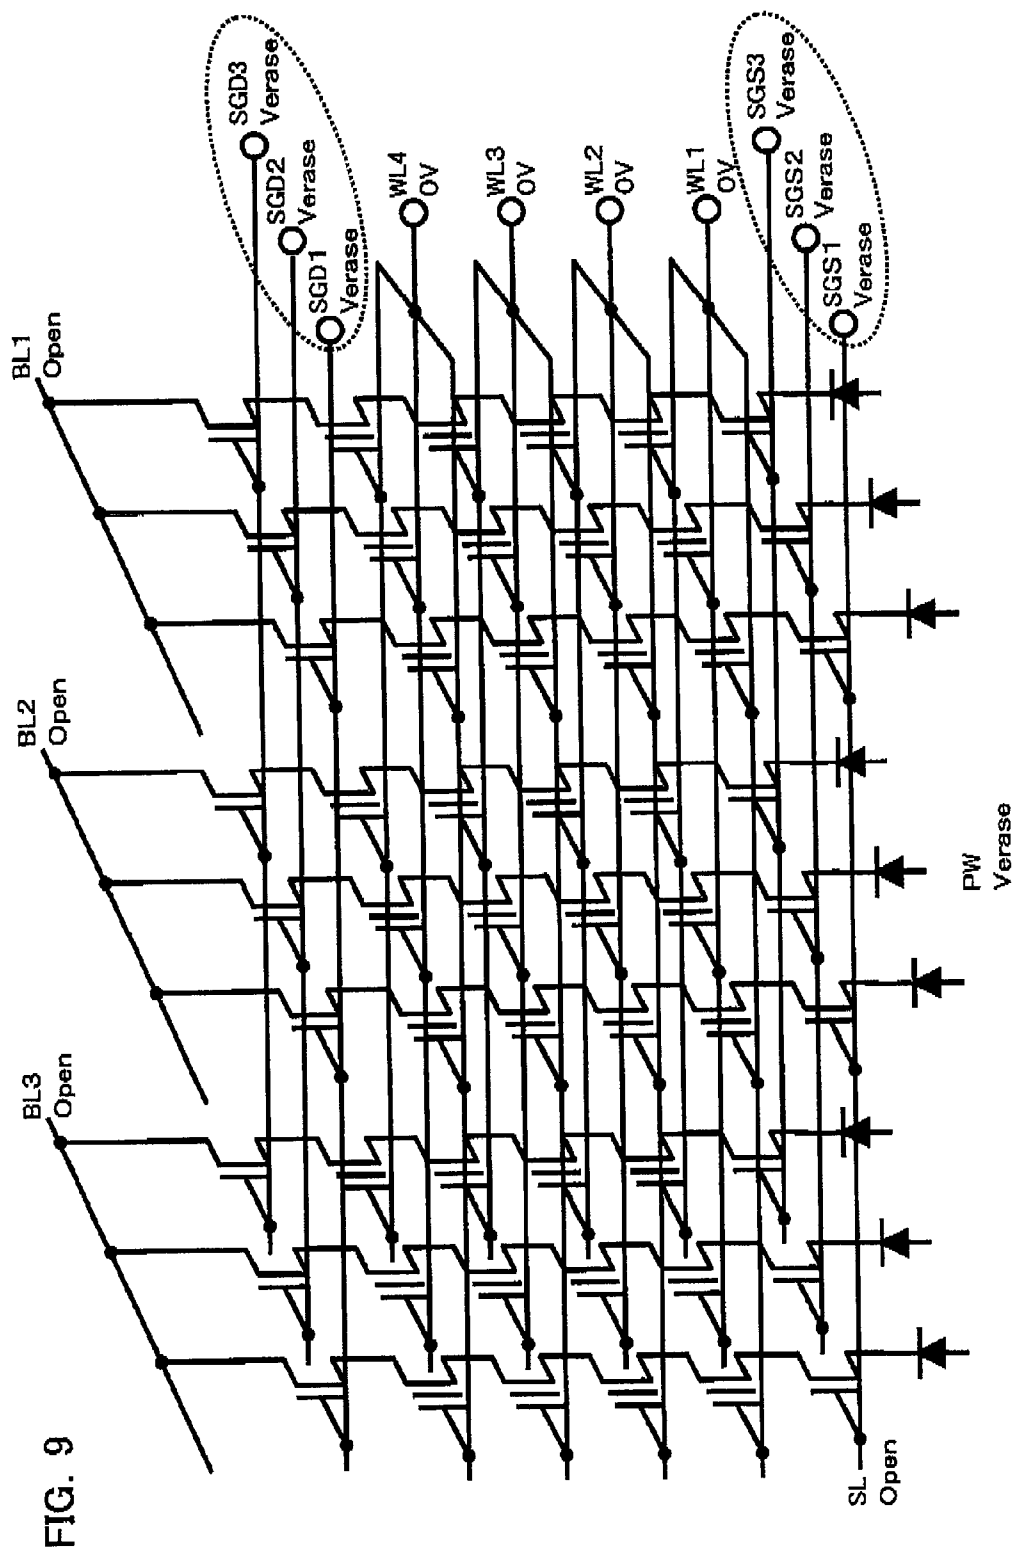 FIG. 9
BL1
Open
BL2
Open
BL3
Open
SGD3
Verase
SGD2
Verase
SGD1
Verase
WL4
0V
WL3
0V
WL2
0V
WL1
0V
SGS3
Verase
SGS2
Verase
SGS1
Verase
SL
Open
PW
Verase